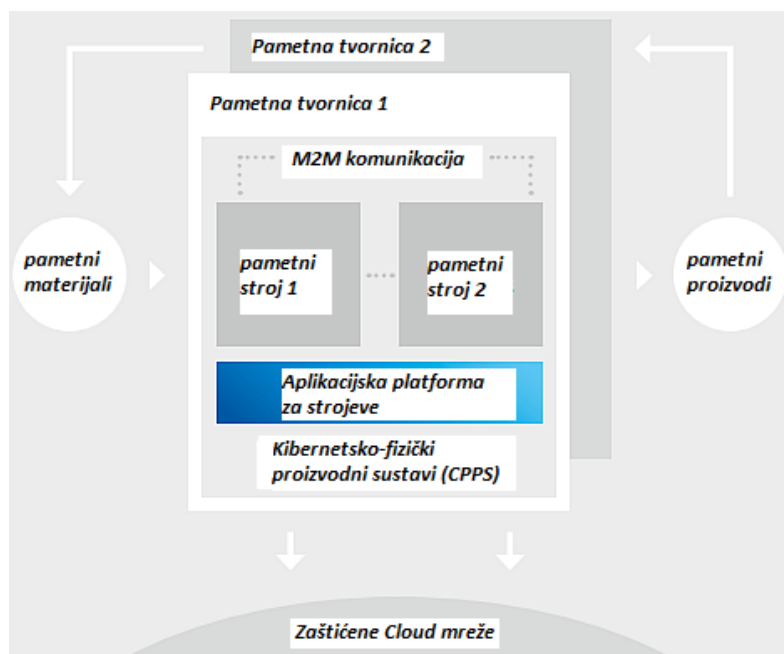 Pametna tvornica 2
Pametna tvornica 1
M2M komunikacija
pametni
materijali
pametni
stroj 1
pametni
stroj 2
pametni
proizvodi
Aplikacijska platforma
za strojeve
Kibernetsko-fizički
proizvodni sustavi (CPPS)
Zaštićene Cloud mreže